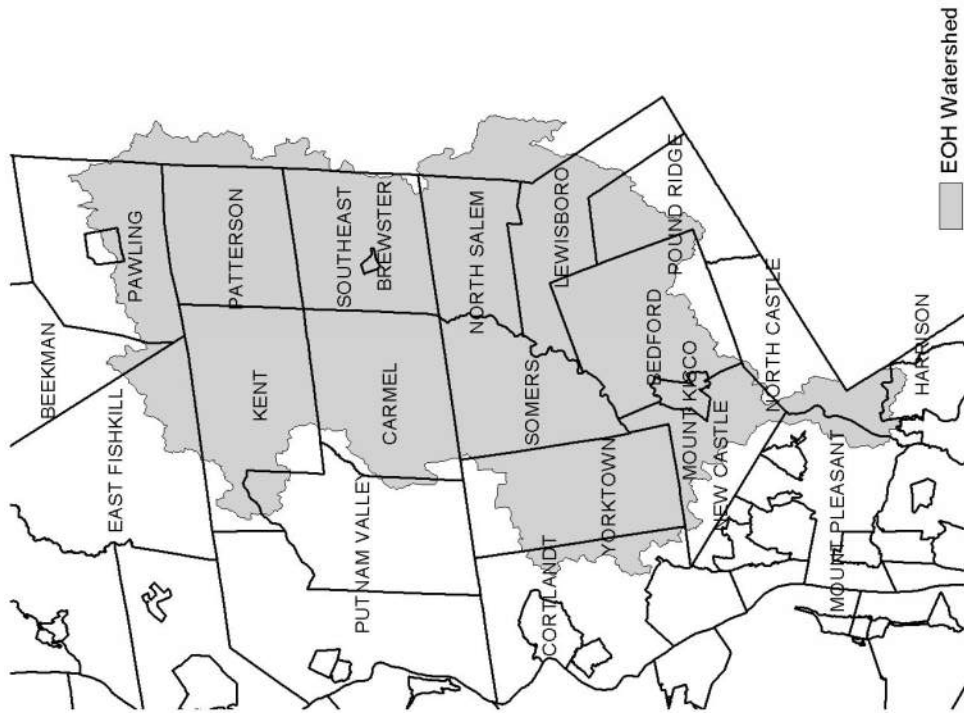 BEEKMAN
PAWLING
EAST FISHKILL
PATTERSON
KENT
SOUTHEAST
BREWSTER
CARMEL
PUTNAM VALLEY
NORTH SALEM
SOMERS
LEWISBORO
YORKTOWN
CORTLANDT
BEDFORD
POUND RIDGE
MOUNT KISCO
NEW CASTLE
NORTH CASTLE
MOUNT PLEASANT
HARRISON
EOH Watershed